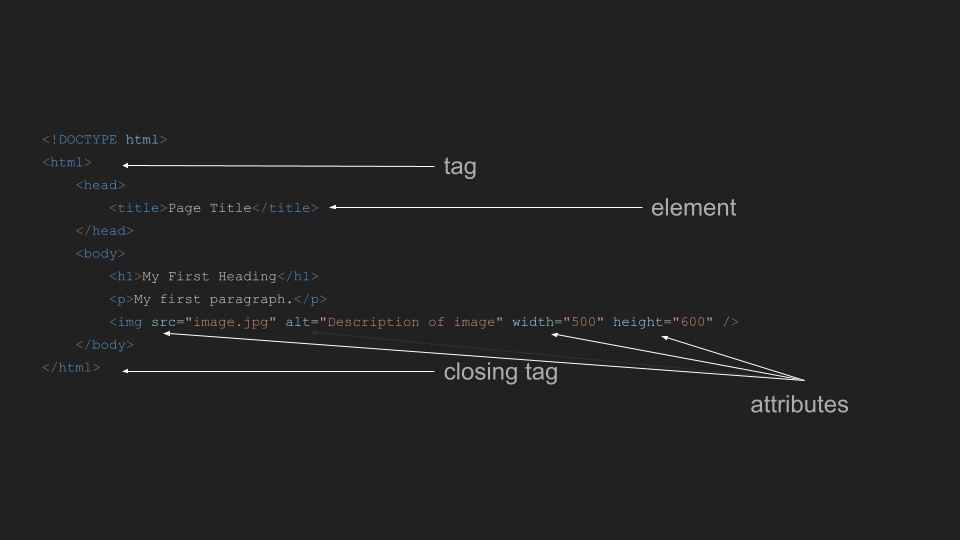 <!DOCTYPE html>
<html>
tag
<head>
<title>Page Title</title>
element
</head>
<body>
<h1>My First Heading</h1>
<p>My first paragraph.</p>
<img src="image.jpg" alt="Description of image" width="500" height="600" />
</body>
</html>
closing tag
attributes